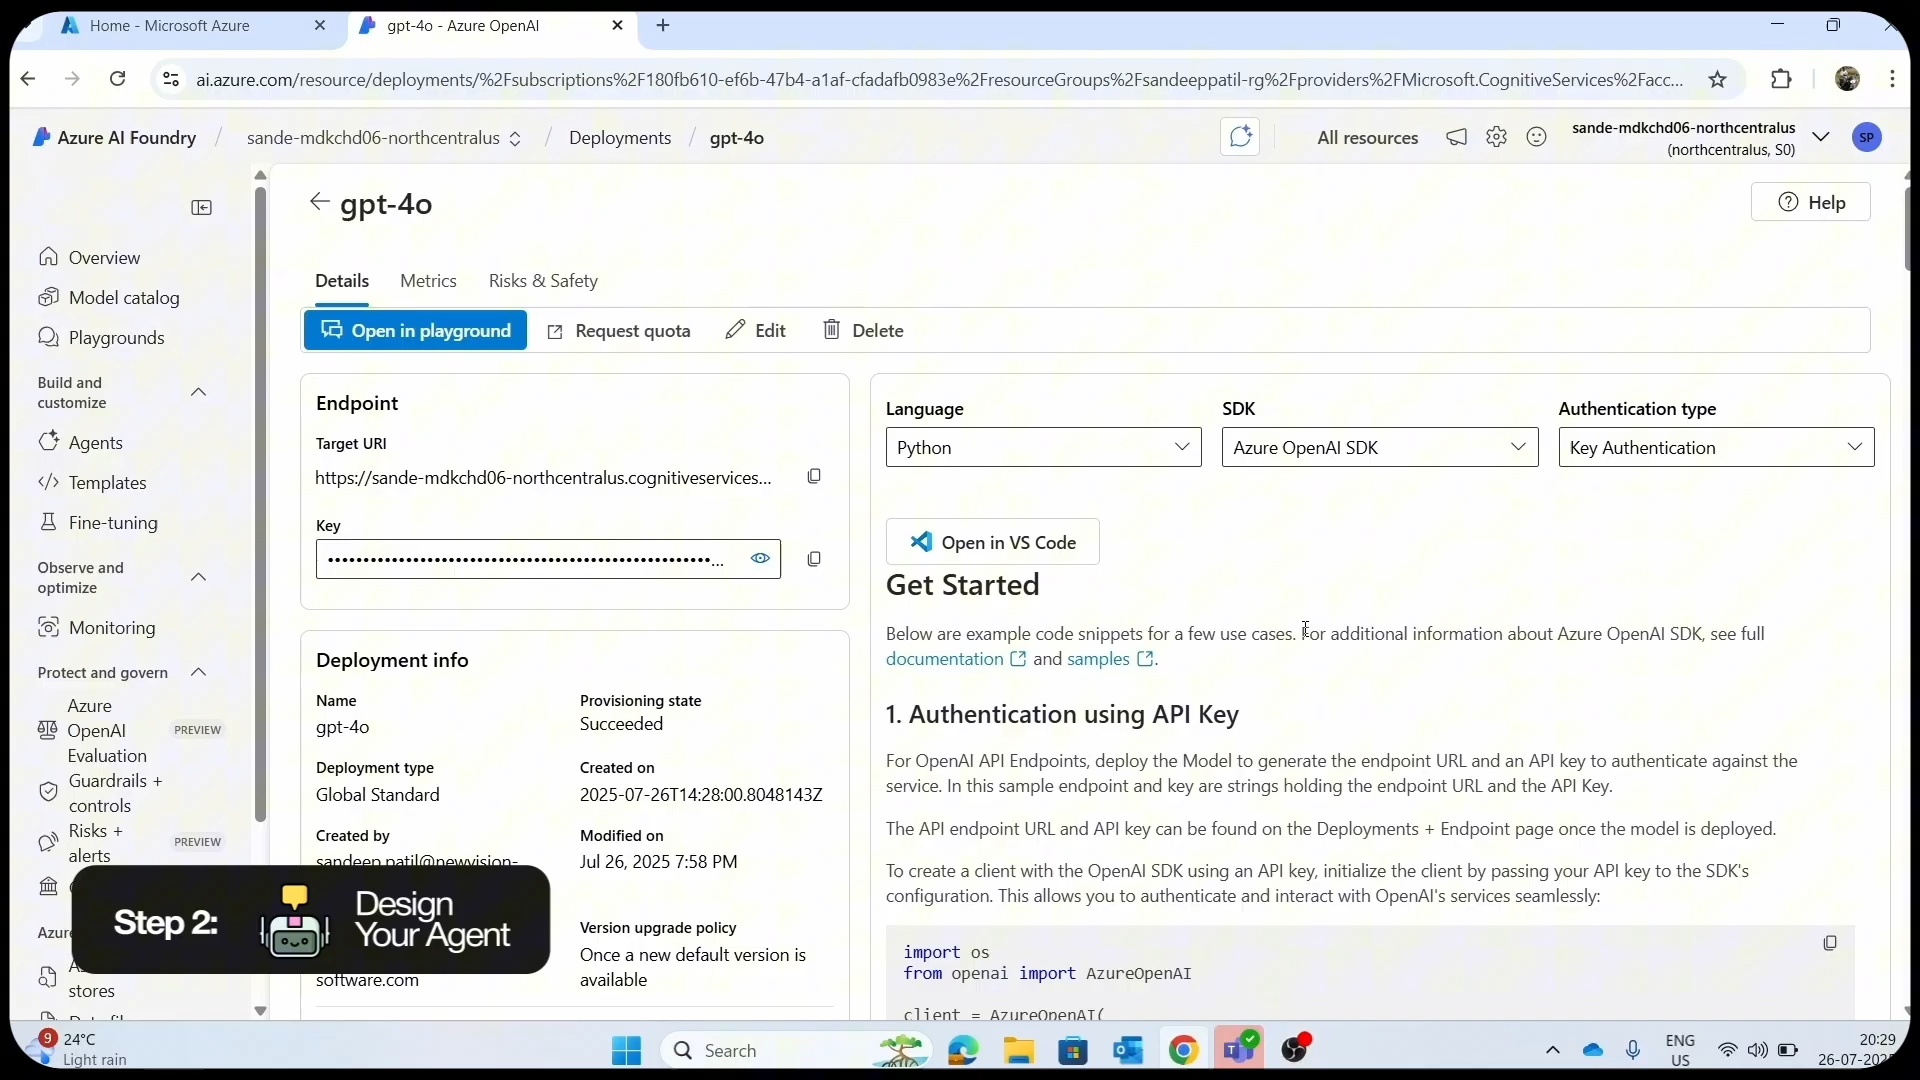 Home - Microsoft Azure
gpt-4o - Azure OpenAI
ai.azure.com/resource/deployments/%2Fsubscriptions%2F180fb610-ef6b-47b4-a1af-cfadafb0983e%2FresourceGroups%2Fsandeeppatil-rg%2Fproviders%2FMicrosoft.CognitiveServices%2Facc...
Azure AI Foundry / sande-mdkchd06-northcentralus / Deployments / gpt-4o
All resources
sande-mdkchd06-northcentralus
(northcentralus, S0)
SP
gpt-4o
Help
Overview
Model catalog
Playgrounds
Build and
customize
Agents
Templates
Fine-tuning
Observe and
optimize
Monitoring
Protect and govern
Azure
OpenAI
Evaluation
PREVIEW
Guardrails +
controls
Risks +
alerts
PREVIEW
Azure
stores
Details
Metrics
Risks & Safety
Open in playground
Request quota
Edit
Delete
Endpoint
Target URI
https://sande-mdkchd06-northcentralus.cognitiveservices...
Key
Deployment info
Name
gpt-4o
Provisioning state
Succeeded
Deployment type
Global Standard
Created on
2025-07-26T14:28:00.8048143Z
Created by
sandeep.patil@newvision-
software.com
Modified on
Jul 26, 2025 7:58 PM
Version upgrade policy
Once a new default version is
available
Language
Python
SDK
Azure OpenAI SDK
Authentication type
Key Authentication
Open in VS Code
Get Started
Below are example code snippets for a few use cases. For additional information about Azure OpenAI SDK, see full
documentation and samples .
1. Authentication using API Key
For OpenAI API Endpoints, deploy the Model to generate the endpoint URL and an API key to authenticate against the
service. In this sample endpoint and key are strings holding the endpoint URL and the API Key.
The API endpoint URL and API key can be found on the Deployments + Endpoint page once the model is deployed.
To create a client with the OpenAI SDK using an API key, initialize the client by passing your API key to the SDK's
configuration. This allows you to authenticate and interact with OpenAI's services seamlessly:
import os
from openai import AzureOpenAI
client = AzureOpenAI(
Step 2:
Design
Your Agent
9
24°C
Light rain
Search
ENG
US
20:29
26-07-202